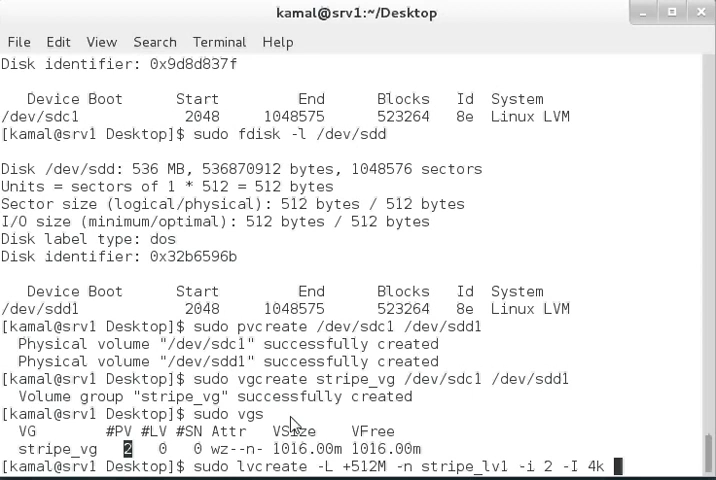 kamal@srv1:~/Desktop
File Edit View Search Terminal Help
Disk identifier: 0x9d8d837f
Device Boot Start End Blocks Id System
/dev/sdc1 2048 1048575 523264 8e Linux LVM
[kamal@srv1 Desktop]$ sudo fdisk -l /dev/sdd
Disk /dev/sdd: 536 MB, 536870912 bytes, 1048576 sectors
Units = sectors of 1 * 512 = 512 bytes
Sector size (logical/physical): 512 bytes / 512 bytes
I/O size (minimum/optimal): 512 bytes / 512 bytes
Disk label type: dos
Disk identifier: 0x32b6596b
Device Boot Start End Blocks Id System
/dev/sdd1 2048 1048575 523264 8e Linux LVM
[kamal@srv1 Desktop]$ sudo pvcreate /dev/sdc1 /dev/sdd1
Physical volume "/dev/sdc1" successfully created
Physical volume "/dev/sdd1" successfully created
[kamal@srv1 Desktop]$ sudo vgcreate stripe_vg /dev/sdc1 /dev/sdd1
Volume group "stripe_vg" successfully created
[kamal@srv1 Desktop]$ sudo vgs
VG #PV #LV #SN Attr VSize VFree
stripe_vg 2 0 0 wz--n- 1016.00m 1016.00m
[kamal@srv1 Desktop]$ sudo lvcreate -L +512M -n stripe_lv1 -i 2 -I 4k